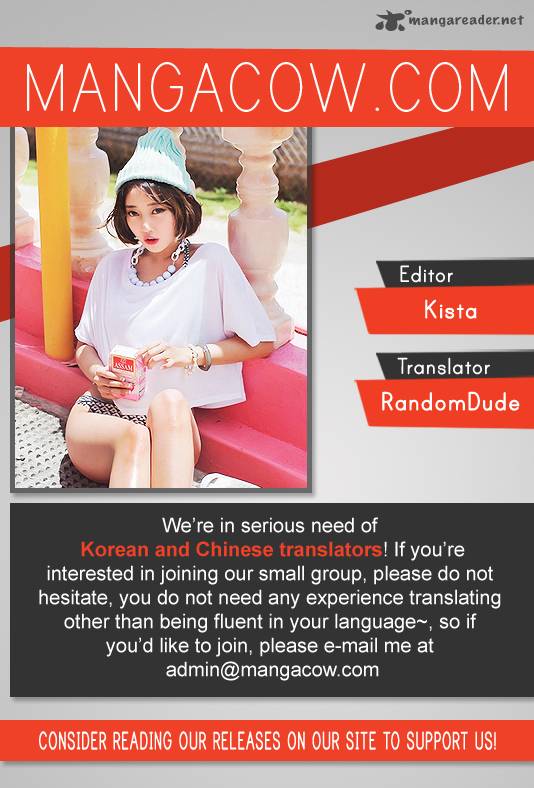 mangareader.net
MANGACOW.COM
ASSAM
Editor
Kista
Translator
RandomDude
We're in serious need of
Korean and Chinese translators! If you're
interested in joining our small group, please do not
hesitate, you do not need any experience translating
other than being fluent in your language~, so if
you'd like to join, please e-mail me at
admin@mangacow.com
CONSIDER READING OUR RELEASES ON OUR SITE TO SUPPORT US!